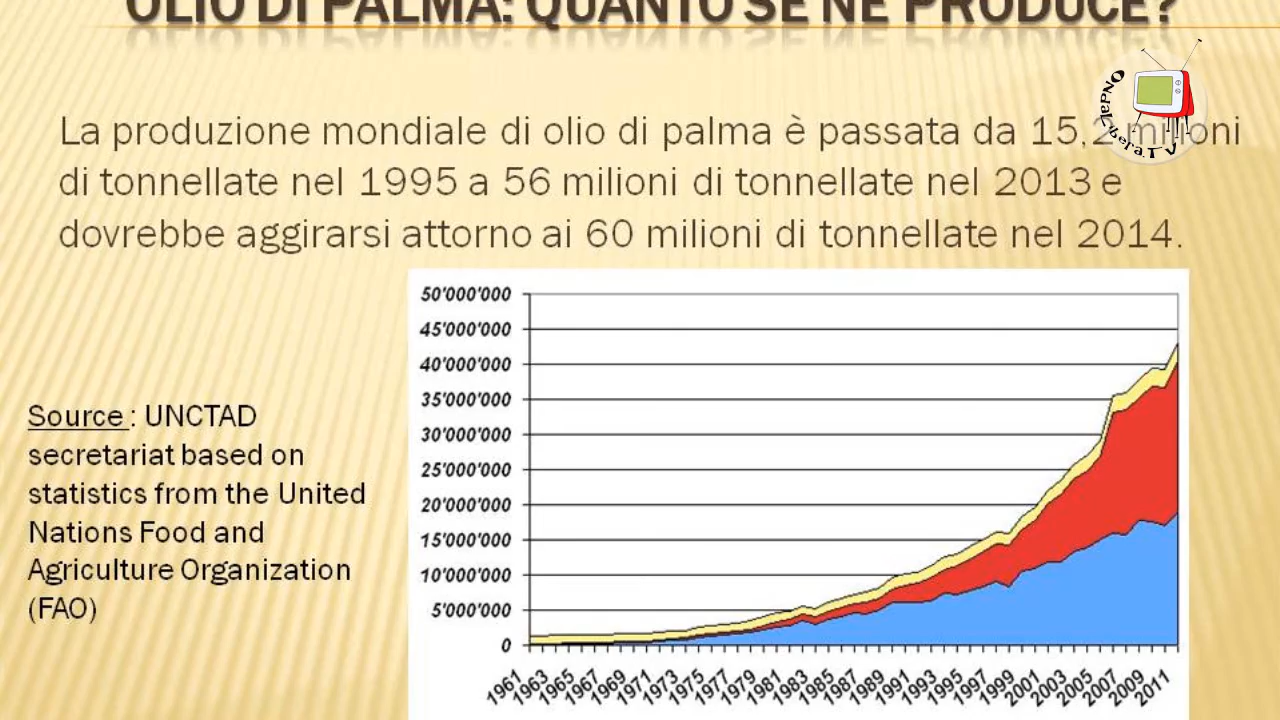 OLIO DI PALMA: QUANTO SE NE PRODUCE?
OndaLibera.TV
La produzione mondiale di olio di palma è passata da 15,2 milioni
di tonnellate nel 1995 a 56 milioni di tonnellate nel 2013 e
dovrebbe aggirarsi attorno ai 60 milioni di tonnellate nel 2014.
Source : UNCTAD
secretariat based on
statistics from the United
Nations Food and
Agriculture Organization
(FAO)
50'000'000
45'000'000
40'000'000
35'000'000
30'000'000
25'000'000
20'000'000
15'000'000
10'000'000
5'000'000
0
1961 1963 1965 1967 1969 1971 1973 1975 1977 1979 1981 1983 1985 1987 1989 1991 1993 1995 1997 1999 2001 2003 2005 2007 2009 2011